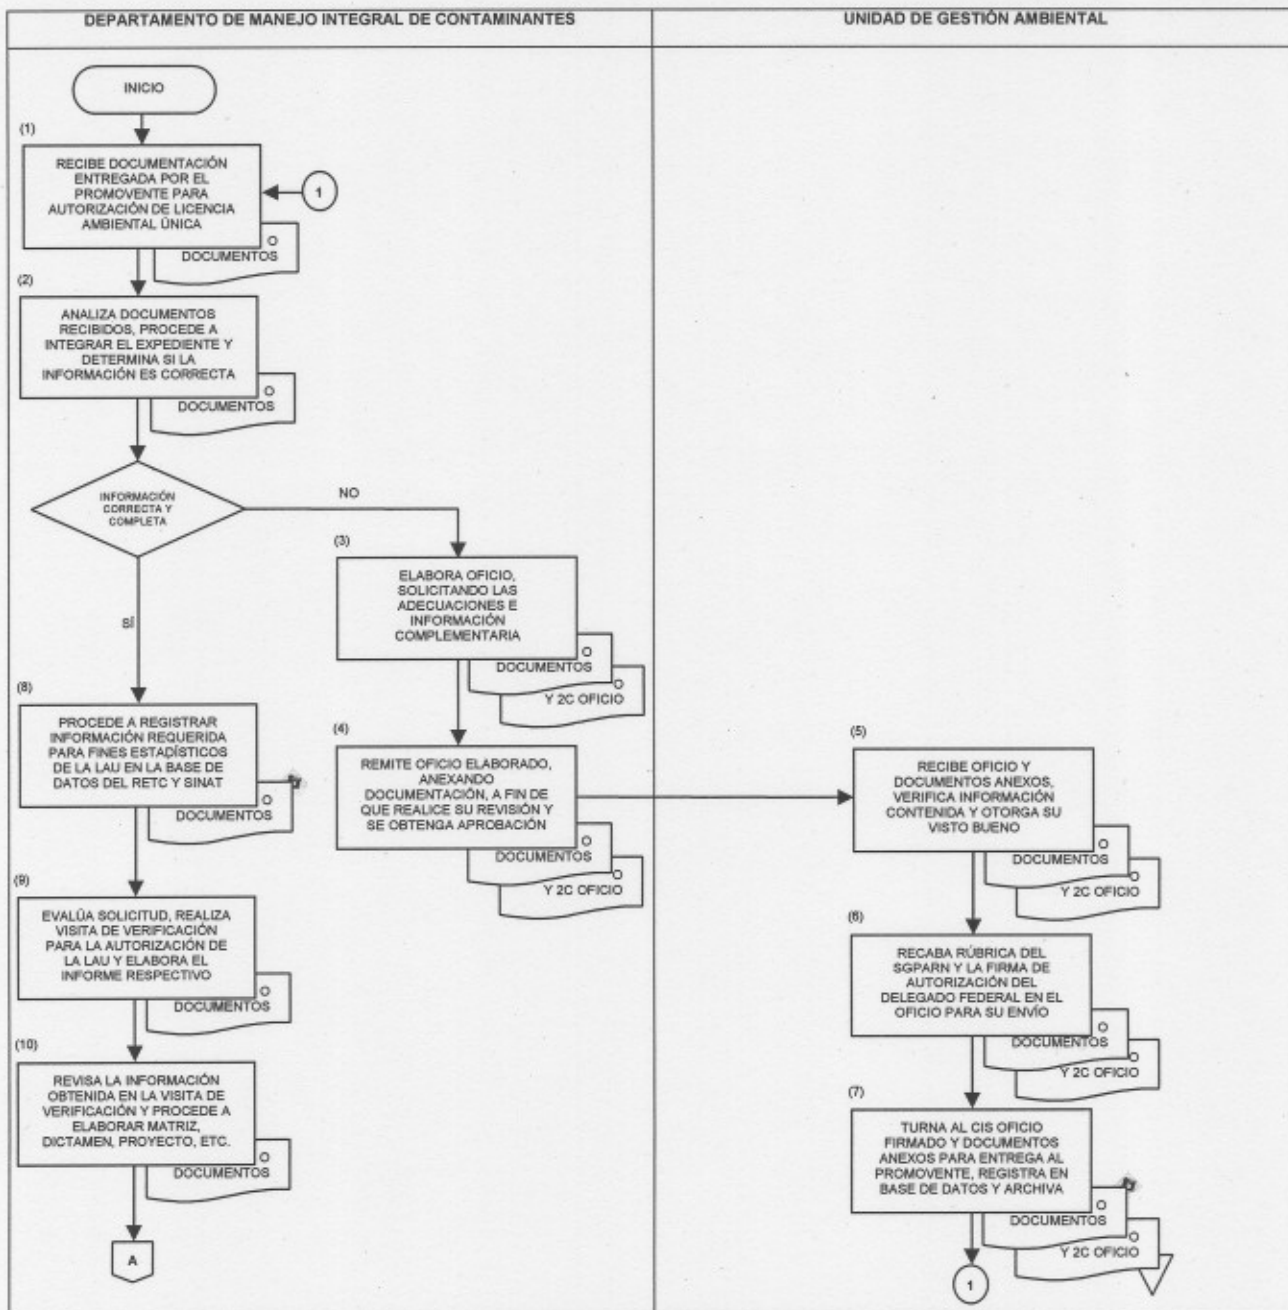 DEPARTAMENTO DE MANEJO INTEGRAL DE CONTAMINANTES
UNIDAD DE GESTIÓN AMBIENTAL
INICIO
(1)
RECIBE DOCUMENTACIÓN
ENTREGADA POR EL
PROMOVENTE PARA
AUTORIZACIÓN DE LICENCIA
AMBIENTAL ÚNICA
1
O
DOCUMENTOS
(2)
ANALIZA DOCUMENTOS
RECIBIDOS, PROCEDE A
INTEGRAR EL EXPEDIENTE Y
DETERMINA SI LA
INFORMACIÓN ES CORRECTA
O
DOCUMENTOS
INFORMACIÓN
CORRECTA Y
COMPLETA
NO
SÍ
(3)
ELABORA OFICIO,
SOLICITANDO LAS
ADECUACIONES E
INFORMACIÓN
COMPLEMENTARIA
O
DOCUMENTOS
O
Y 2C OFICIO
(4)
REMITE OFICIO ELABORADO,
ANEXANDO
DOCUMENTACIÓN, A FIN DE
QUE REALICE SU REVISIÓN Y
SE OBTENGA APROBACIÓN
O
DOCUMENTOS
O
Y 2C OFICIO
(5)
RECIBE OFICIO Y
DOCUMENTOS ANEXOS,
VERIFICA INFORMACIÓN
CONTENIDA Y OTORGA SU
VISTO BUENO
O
DOCUMENTOS
O
Y 2C OFICIO
(6)
RECABA RÚBRICA DEL
SGPARN Y LA FIRMA DE
AUTORIZACIÓN DEL
DELEGADO FEDERAL EN EL
OFICIO PARA SU ENVÍO
O
DOCUMENTOS
O
Y 2C OFICIO
(7)
TURNA AL CIS OFICIO
FIRMADO Y DOCUMENTOS
ANEXOS PARA ENTREGA AL
PROMOVENTE, REGISTRA EN
BASE DE DATOS Y ARCHIVA
O
DOCUMENTOS
O
Y 2C OFICIO
1
(8)
PROCEDE A REGISTRAR
INFORMACIÓN REQUERIDA
PARA FINES ESTADÍSTICOS
DE LA LAU EN LA BASE DE
DATOS DEL RETC Y SINAT
O
DOCUMENTOS
(9)
EVALÚA SOLICITUD, REALIZA
VISITA DE VERIFICACIÓN
PARA LA AUTORIZACIÓN DE
LA LAU Y ELABORA EL
INFORME RESPECTIVO
O
DOCUMENTOS
(10)
REVISA LA INFORMACIÓN
OBTENIDA EN LA VISITA DE
VERIFICACIÓN Y PROCEDE A
ELABORAR MATRIZ,
DICTAMEN, PROYECTO, ETC.
O
DOCUMENTOS
A